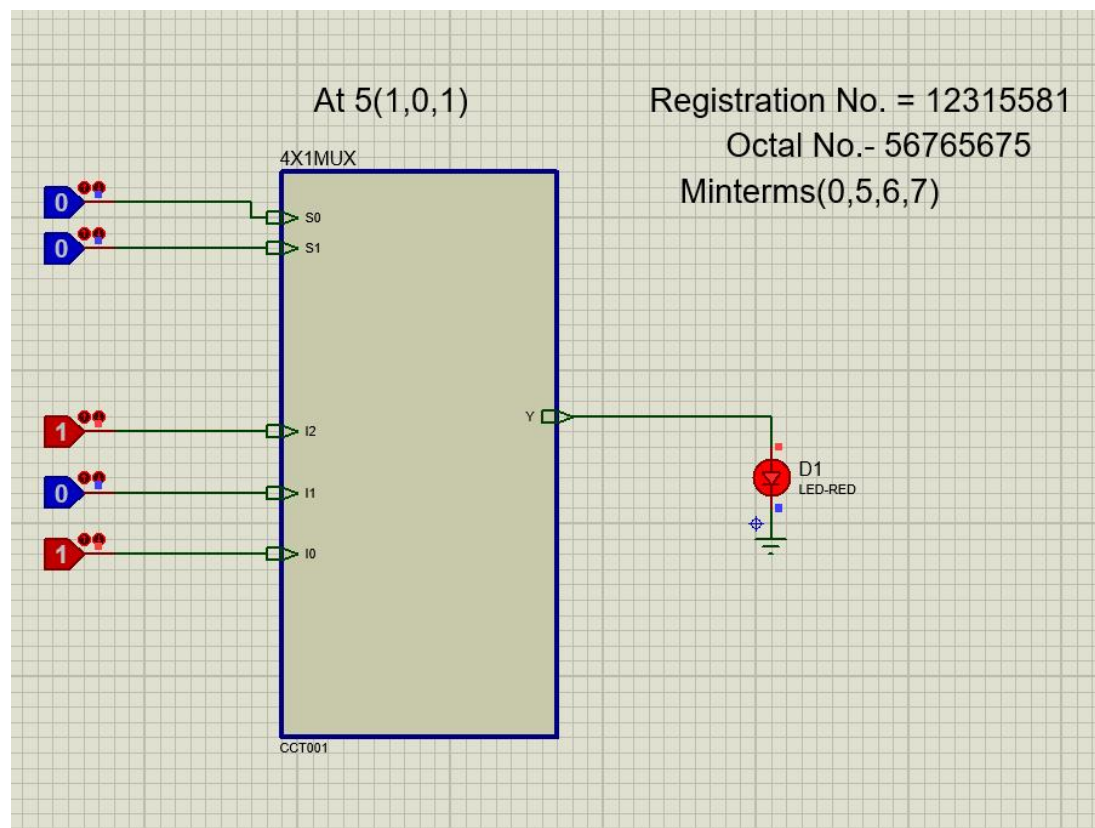 At 5(1,0,1)
Registration No. = 12315581
Octal No.- 56765675
Minterms(0,5,6,7)
4X1MUX
0
S0
0
S1
1
I2
Y
0
I1
D1
LED-RED
1
I0
CCT001